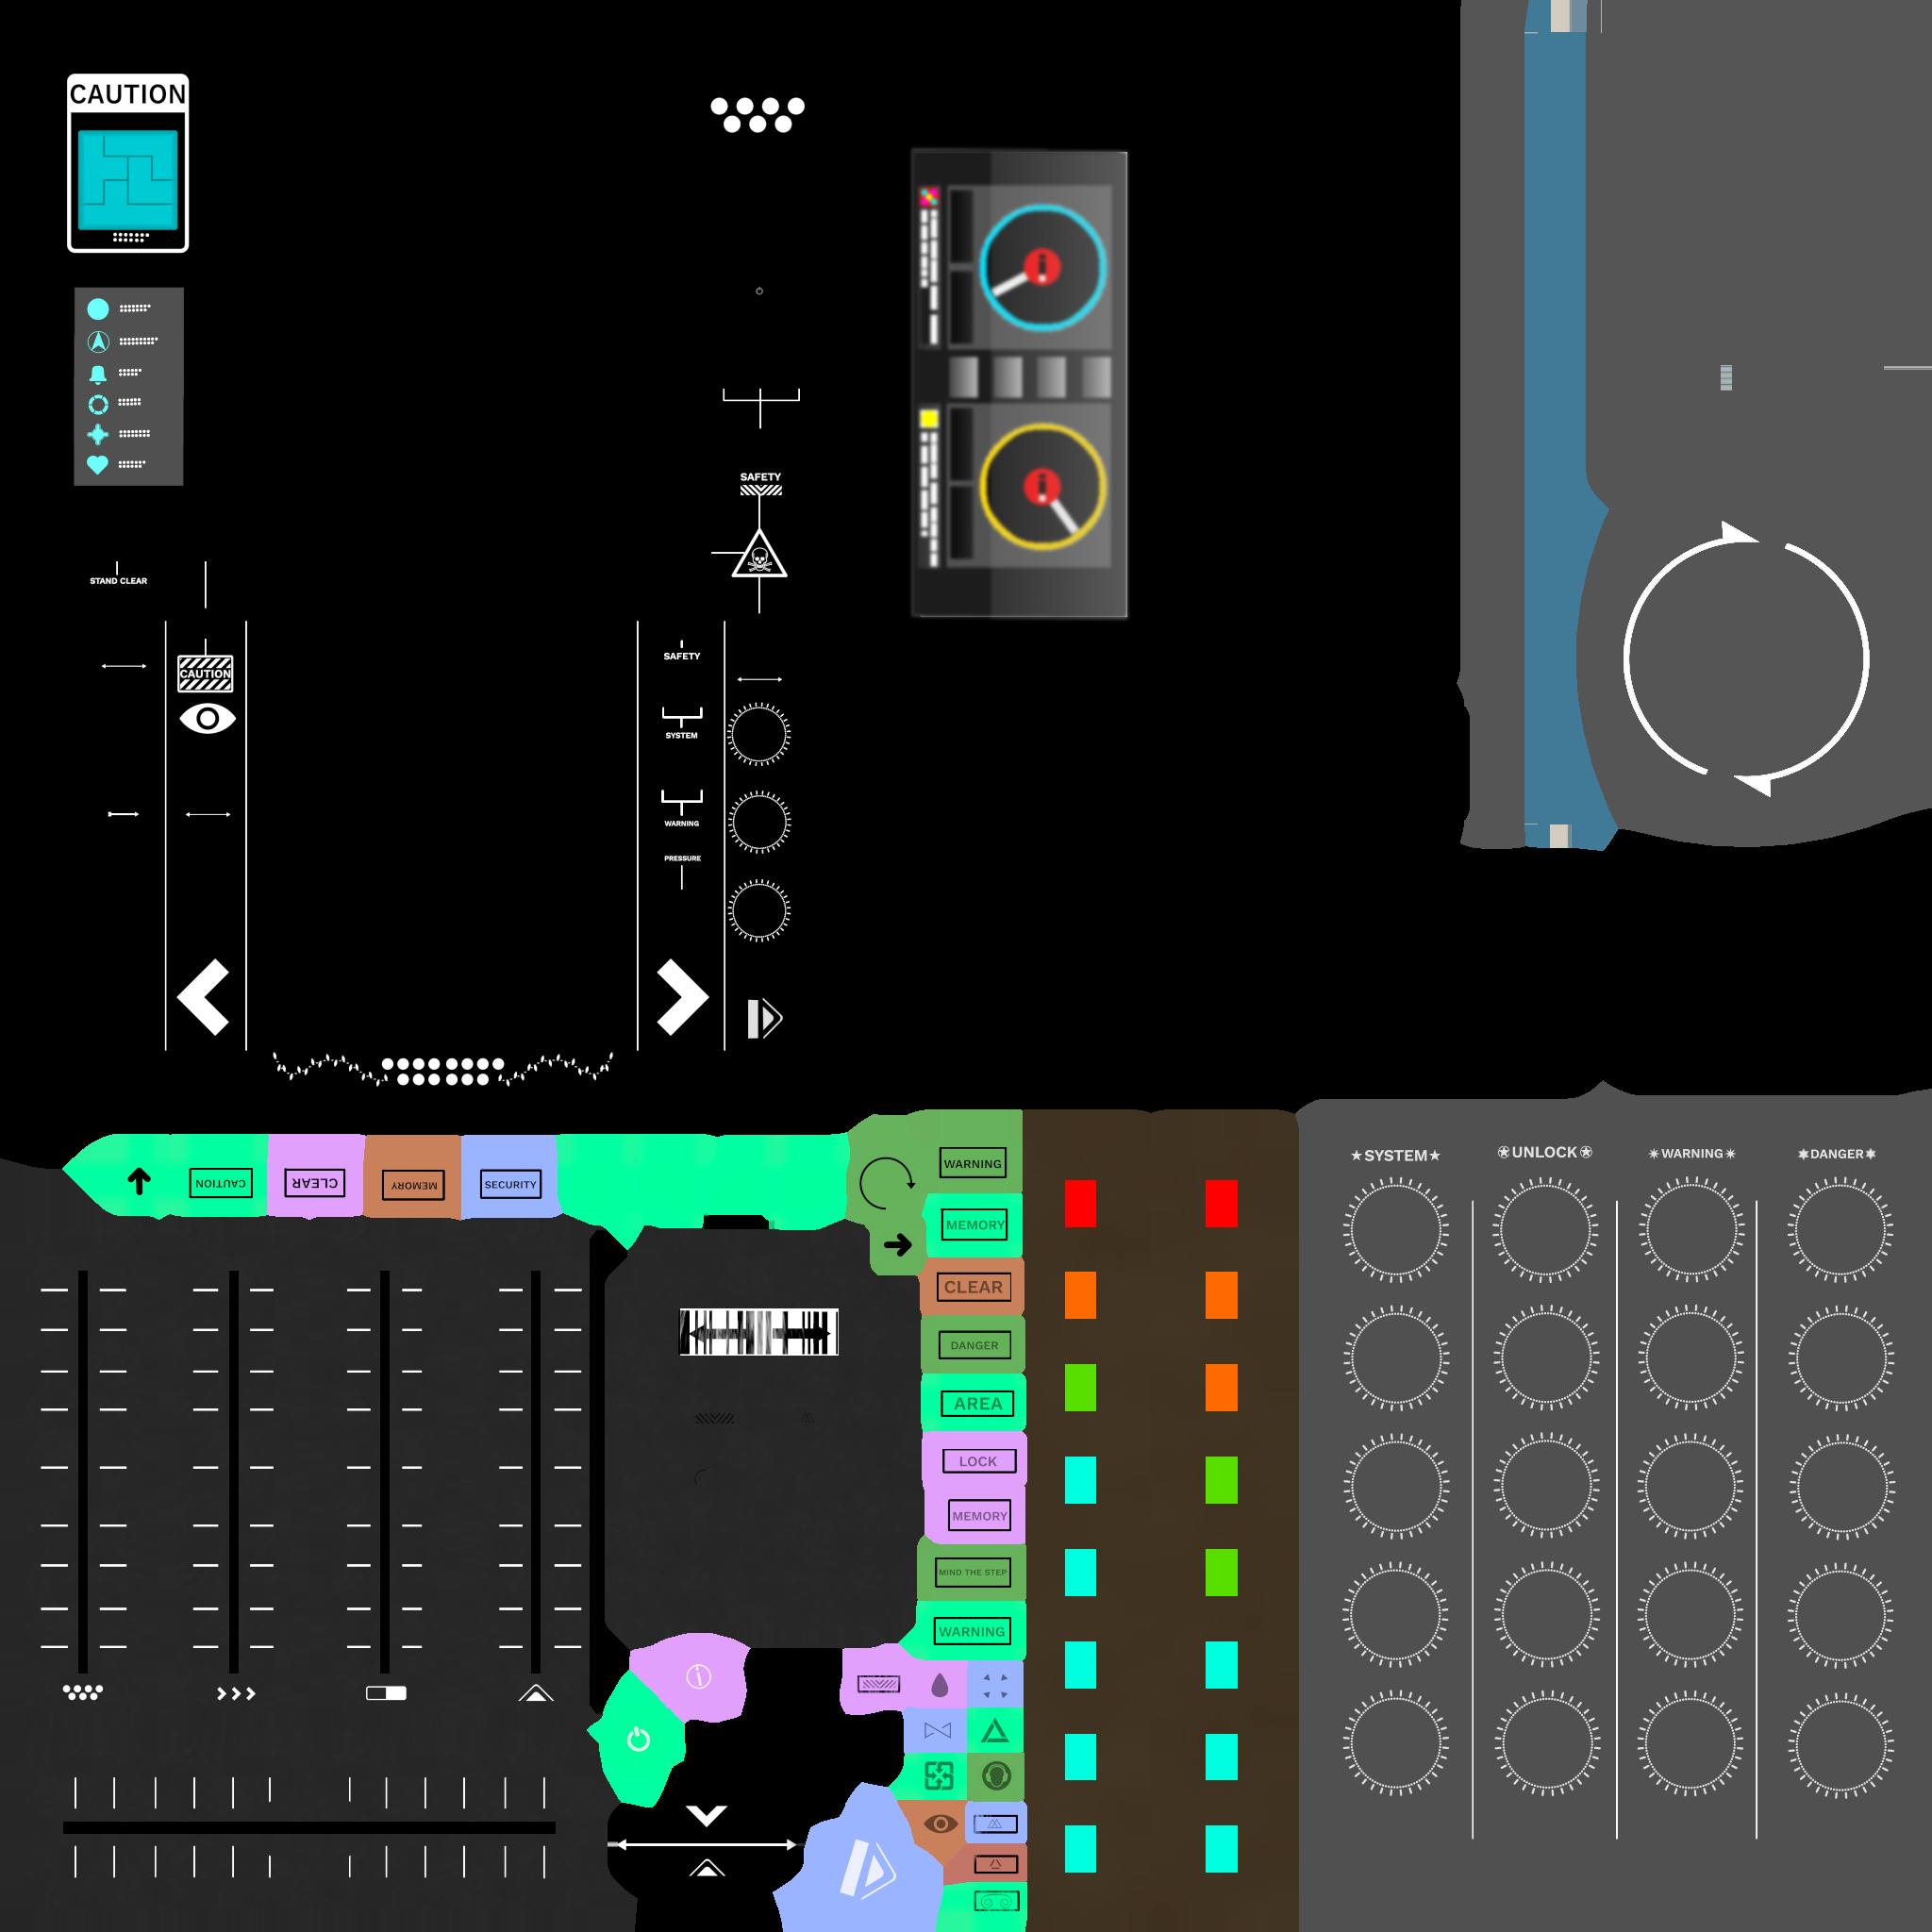 CAUTION
SAFETY
STAND CLEAR
CAUTION
SAFETY
SYSTEM
WARNING
PRESSURE
CAUTION
CLEAR
MEMORY
SECURITY
WARNING
MEMORY
CLEAR
DANGER
AREA
LOCK
MEMORY
MIND THE STEP
WARNING
★SYSTEM★
UNLOCK
WARNING
DANGER